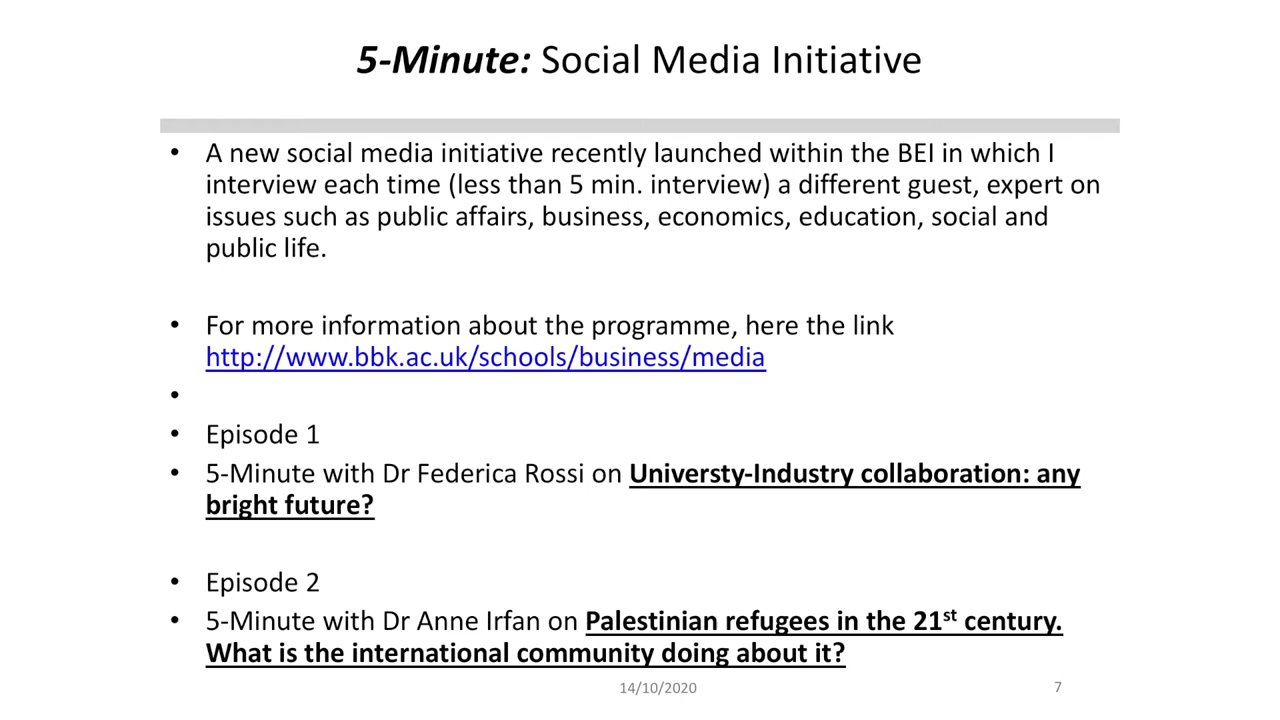 5-Minute: Social Media Initiative
• A new social media initiative recently launched within the BEI in which I
interview each time (less than 5 min. interview) a different guest, expert on
issues such as public affairs, business, economics, education, social and
public life.
• For more information about the programme, here the link
http://www.bbk.ac.uk/schools/business/media
•
• Episode 1
• 5-Minute with Dr Federica Rossi on Universty-Industry collaboration: any
bright future?
• Episode 2
• 5-Minute with Dr Anne Irfan on Palestinian refugees in the 21st century.
What is the international community doing about it?
14/10/2020
7